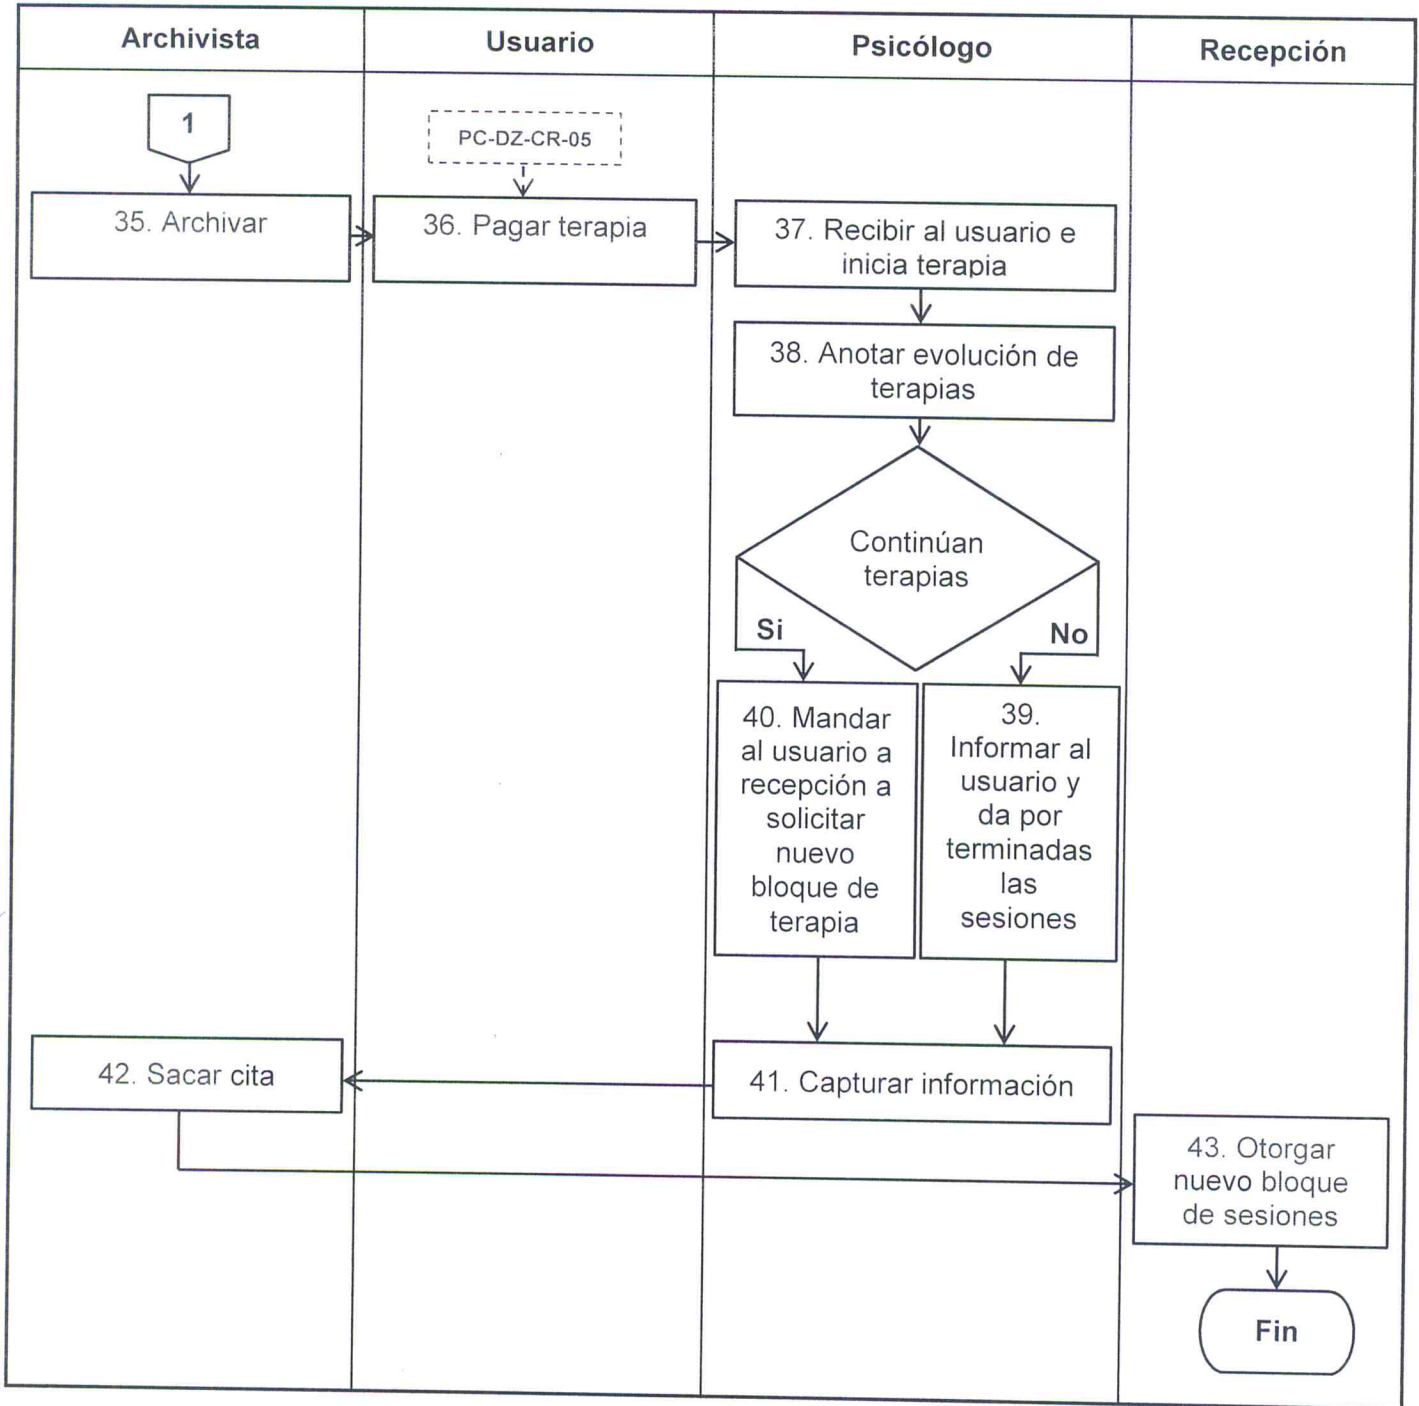 Archivista
Usuario
Psicólogo
Recepción
1
PC-DZ-CR-05
35. Archivar
36. Pagar terapia
37. Recibir al usuario e
inicia terapia
38. Anotar evolución de
terapias
Continúan
terapias
Si
No
40. Mandar
al usuario a
recepción a
solicitar
nuevo
bloque de
terapia
39.
Informar al
usuario y
da por
terminadas
las
sesiones
42. Sacar cita
41. Capturar información
43. Otorgar
nuevo bloque
de sesiones
Fin